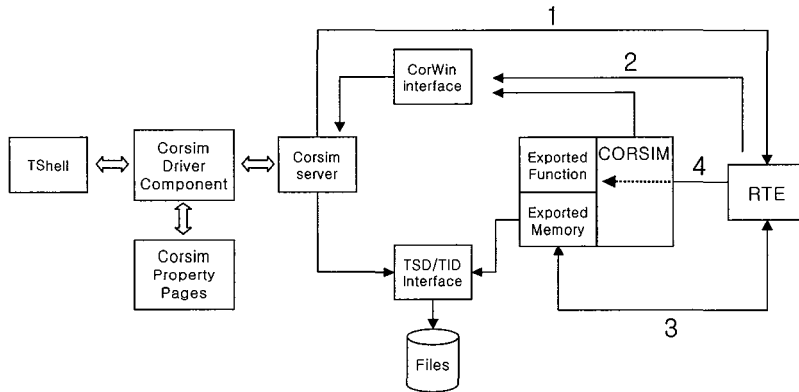 1
CorWin
interface
2
TShell
Corsim
Driver
Component
Corsim
server
Exported
Function
CORSIM
4
RTE
Exported
Memory
Corsim
Property
Pages
TSD/TID
Interface
3
Files